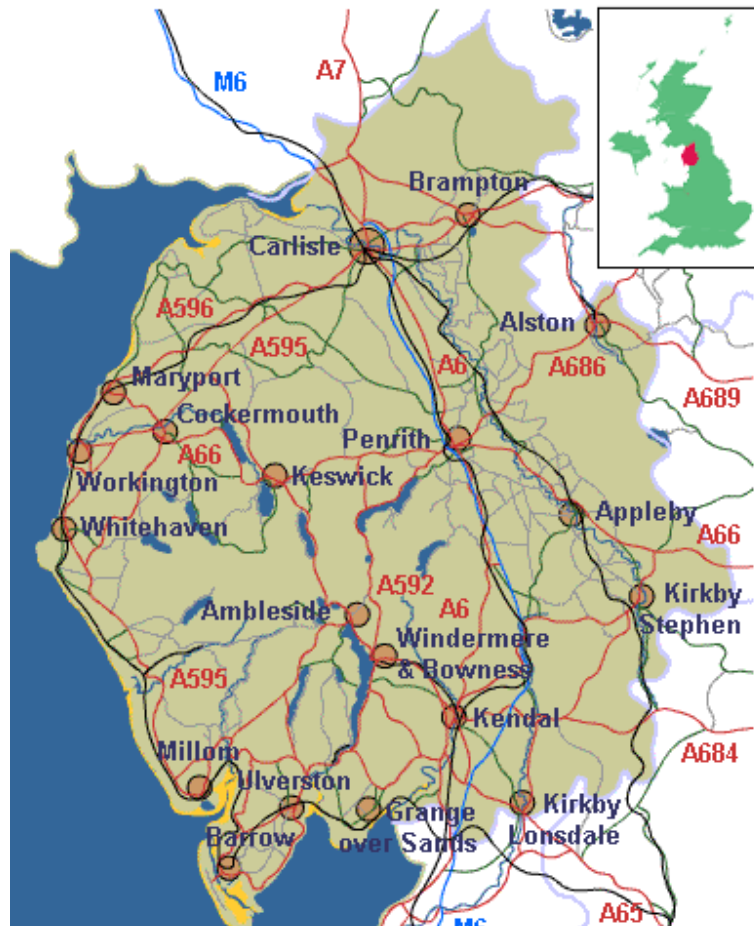 A7
M6
Brampton
Carlisle
A596
Alston
A595
A6
A686
Maryport
A689
Cockermouth
Penrith
A66
Keswick
Workington
Appleby
Whitehaven
A66
A592
Ambleside
A6
Kirkby
Stephen
Windermere
& Bowness
A595
Kendal
A684
Millom
Ulverston
Grange
over Sands
Kirkby
Lonsdale
Barrow
A65
M6